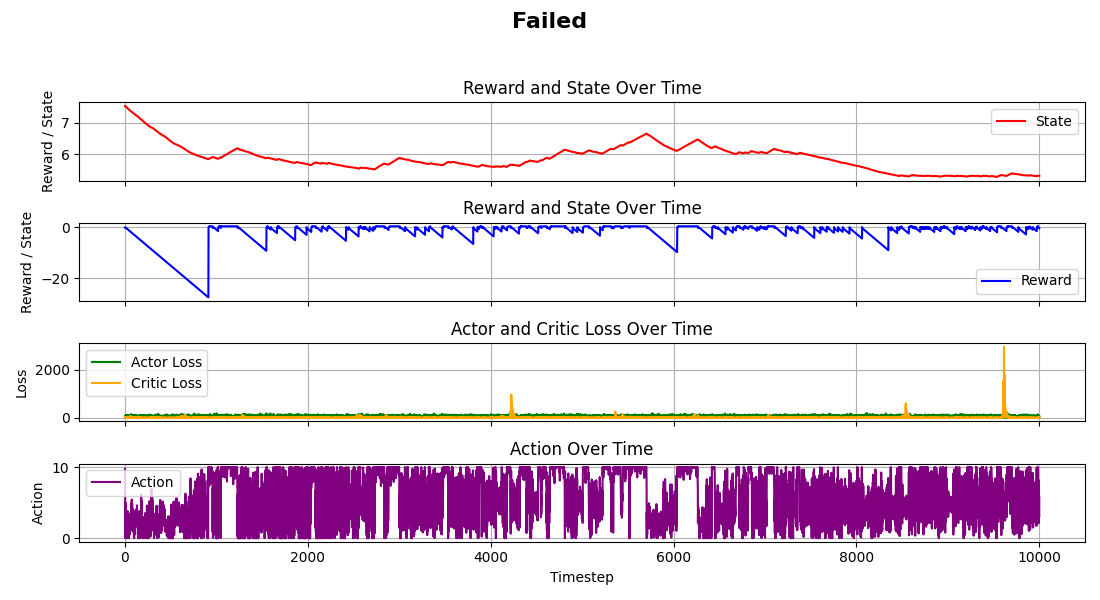 Failed
Reward and State Over Time
Reward / State
7
6
State
Reward and State Over Time
Reward / State
0
−20
Reward
Actor and Critic Loss Over Time
Loss
2000
0
Actor Loss
Critic Loss
Action Over Time
Action
10
0
Action
0 2000 4000 6000 8000 10000
Timestep